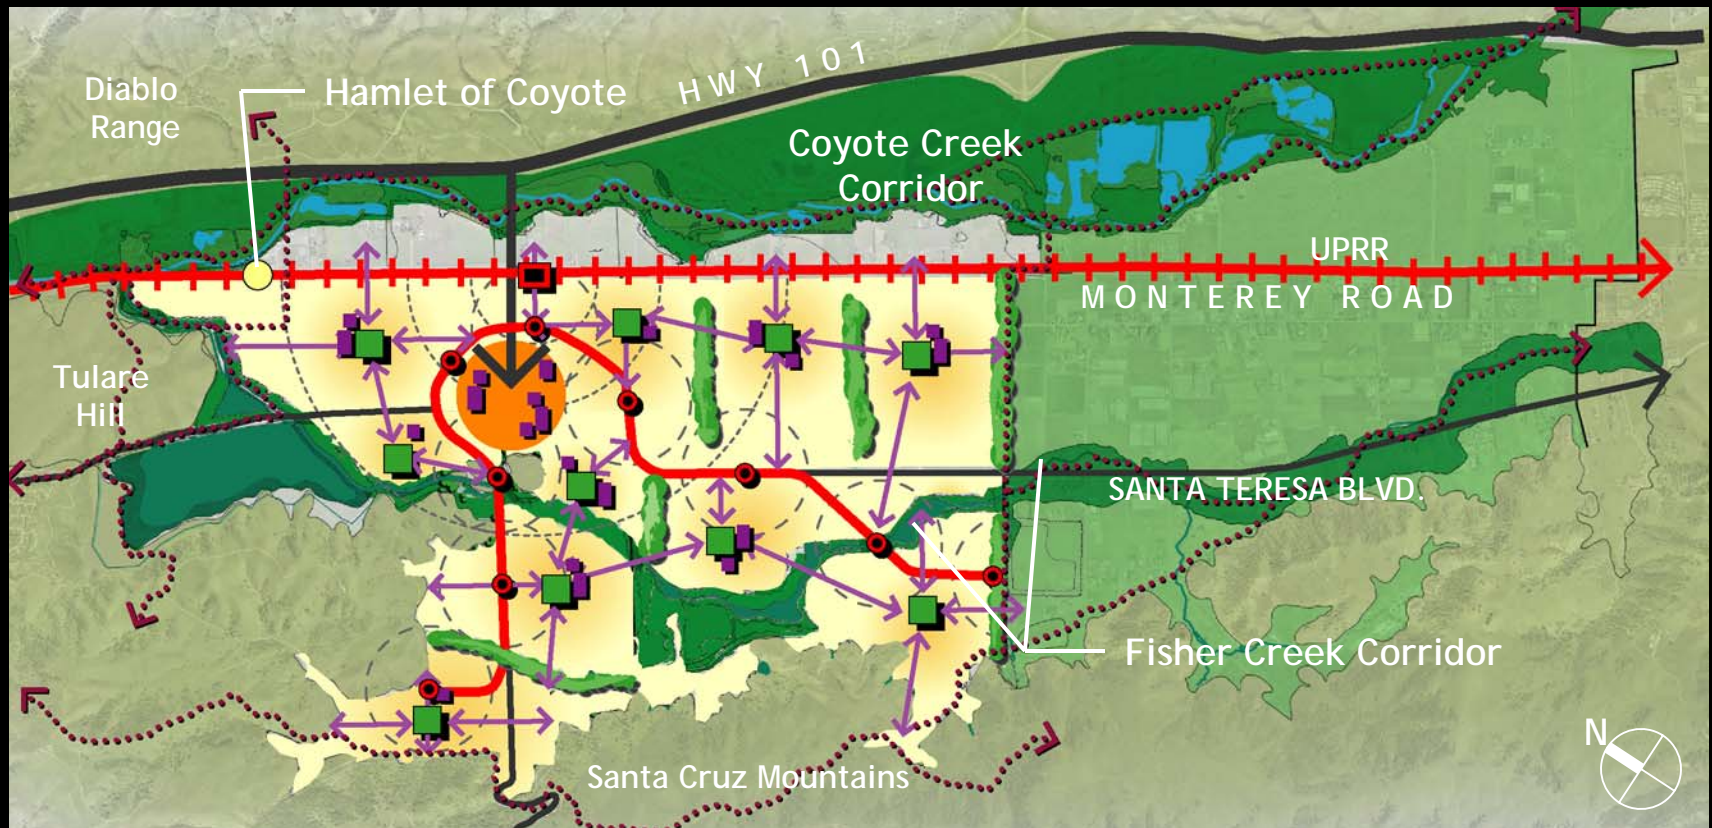 HWY 101
Diablo
Range
Hamlet of Coyote
Coyote Creek
Corridor
UPRR
MONTEREY ROAD
Tulare
Hill
SANTA TERESA BLVD.
Fisher Creek Corridor
N
Santa Cruz Mountains